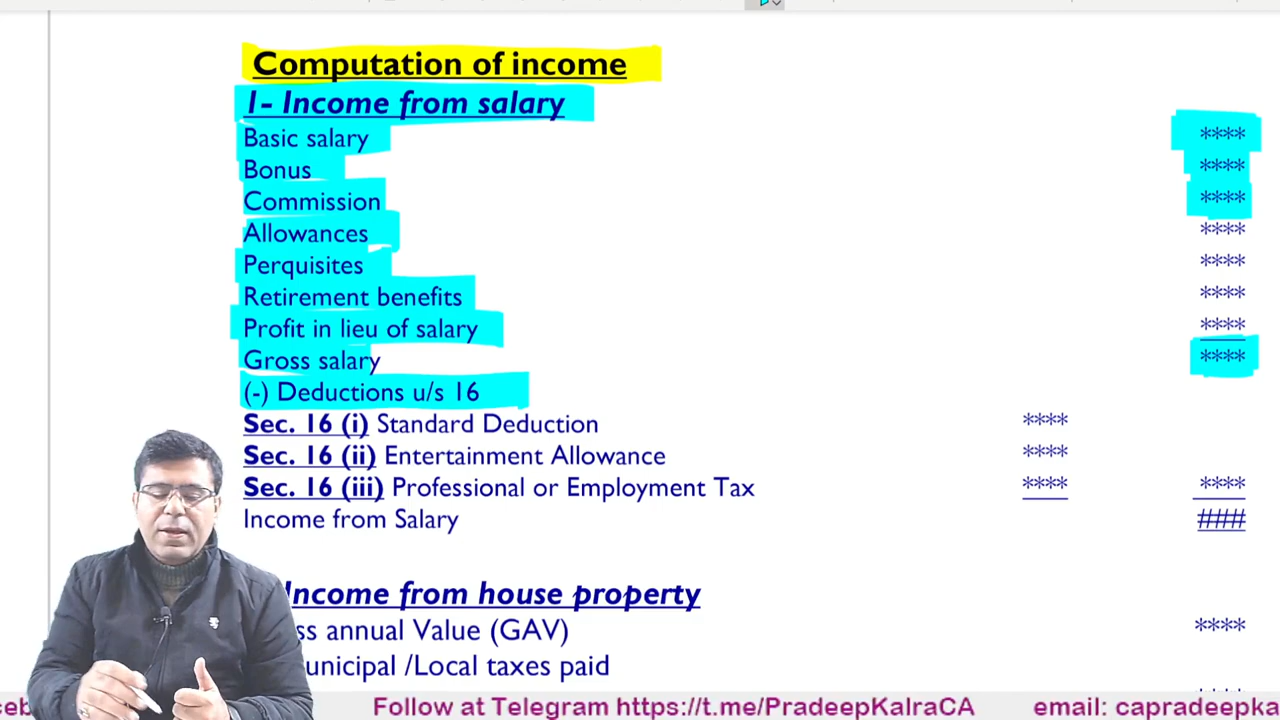 Computation of income
1- Income from salary
Basic salary ****
Bonus ****
Commission ****
Allowances ****
Perquisites ****
Retirement benefits ****
Profit in lieu of salary ****
Gross salary ****
(-) Deductions u/s 16
Sec. 16 (i) Standard Deduction ****
Sec. 16 (ii) Entertainment Allowance ****
Sec. 16 (iii) Professional or Employment Tax **** ****
Income from Salary ###
Income from house property
ss annual Value (GAV) ****
unicipal /Local taxes paid
Follow at Telegram https://t.me/PradeepKalraCA email: capradeepka